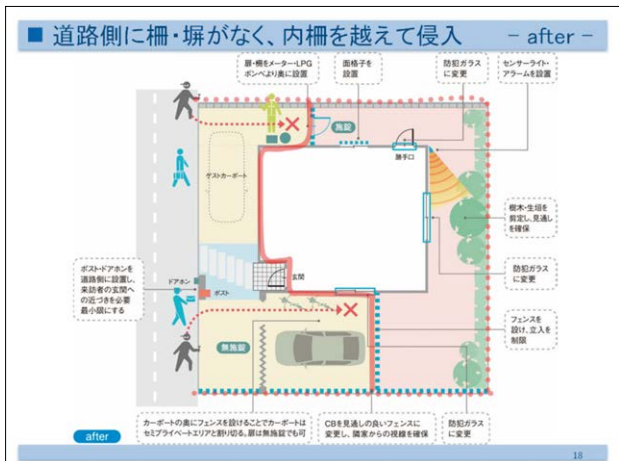 ■ 道路側に柵・塀がなく、内柵を越えて侵入 － after －
扉・柵をメーター・LPG
ボンベより奥に設置
面格子を
設置
防犯ガラス
に変更
センサーライト・
アラームを設置
施錠
勝手口
ゲストカーポート
樹木・生垣を
剪定し、見通し
を確保
ポスト・ドアホンを
道路側に設置し、
来訪者の玄関へ
の近づきを必要
最小限にする
ドアホン
ポスト
玄関
防犯ガラス
に変更
フェンスを
設け、立入を
制限
無施錠
カーポートの奥にフェンスを設けることでカーポートは
セミプライベートエリアと割り切る。扉は無施錠でも可
CBを見通しの良いフェンスに
変更し、隣家からの視線を確保
防犯ガラス
に変更
after
18